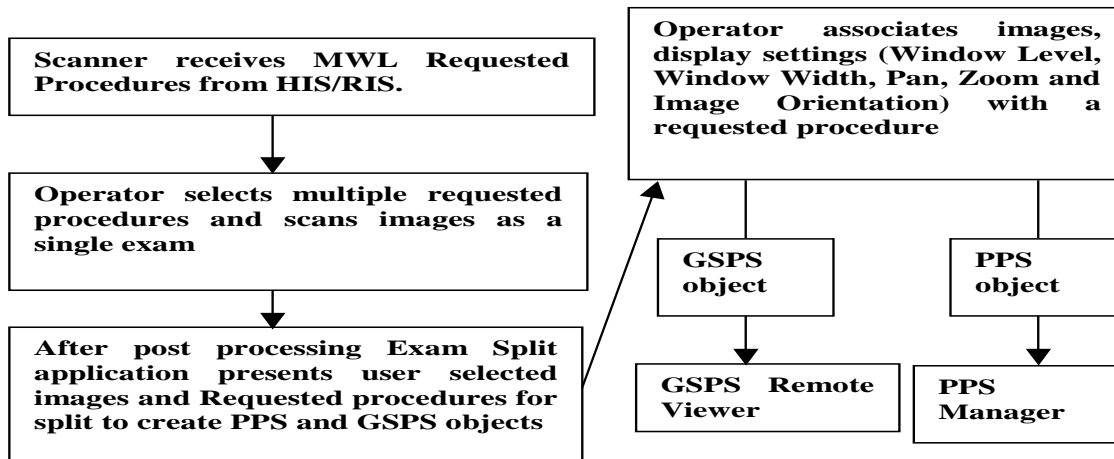 Scanner receives MWL Requested
Procedures from HIS/RIS.
Operator selects multiple requested
procedures and scans images as a
single exam
After post processing Exam Split
application presents user selected
images and Requested procedures for
split to create PPS and GSPS objects
Operator associates images,
display settings (Window Level,
Window Width, Pan, Zoom and
Image Orientation) with a
requested procedure
GSPS
object
PPS
object
GSPS Remote
Viewer
PPS
Manager